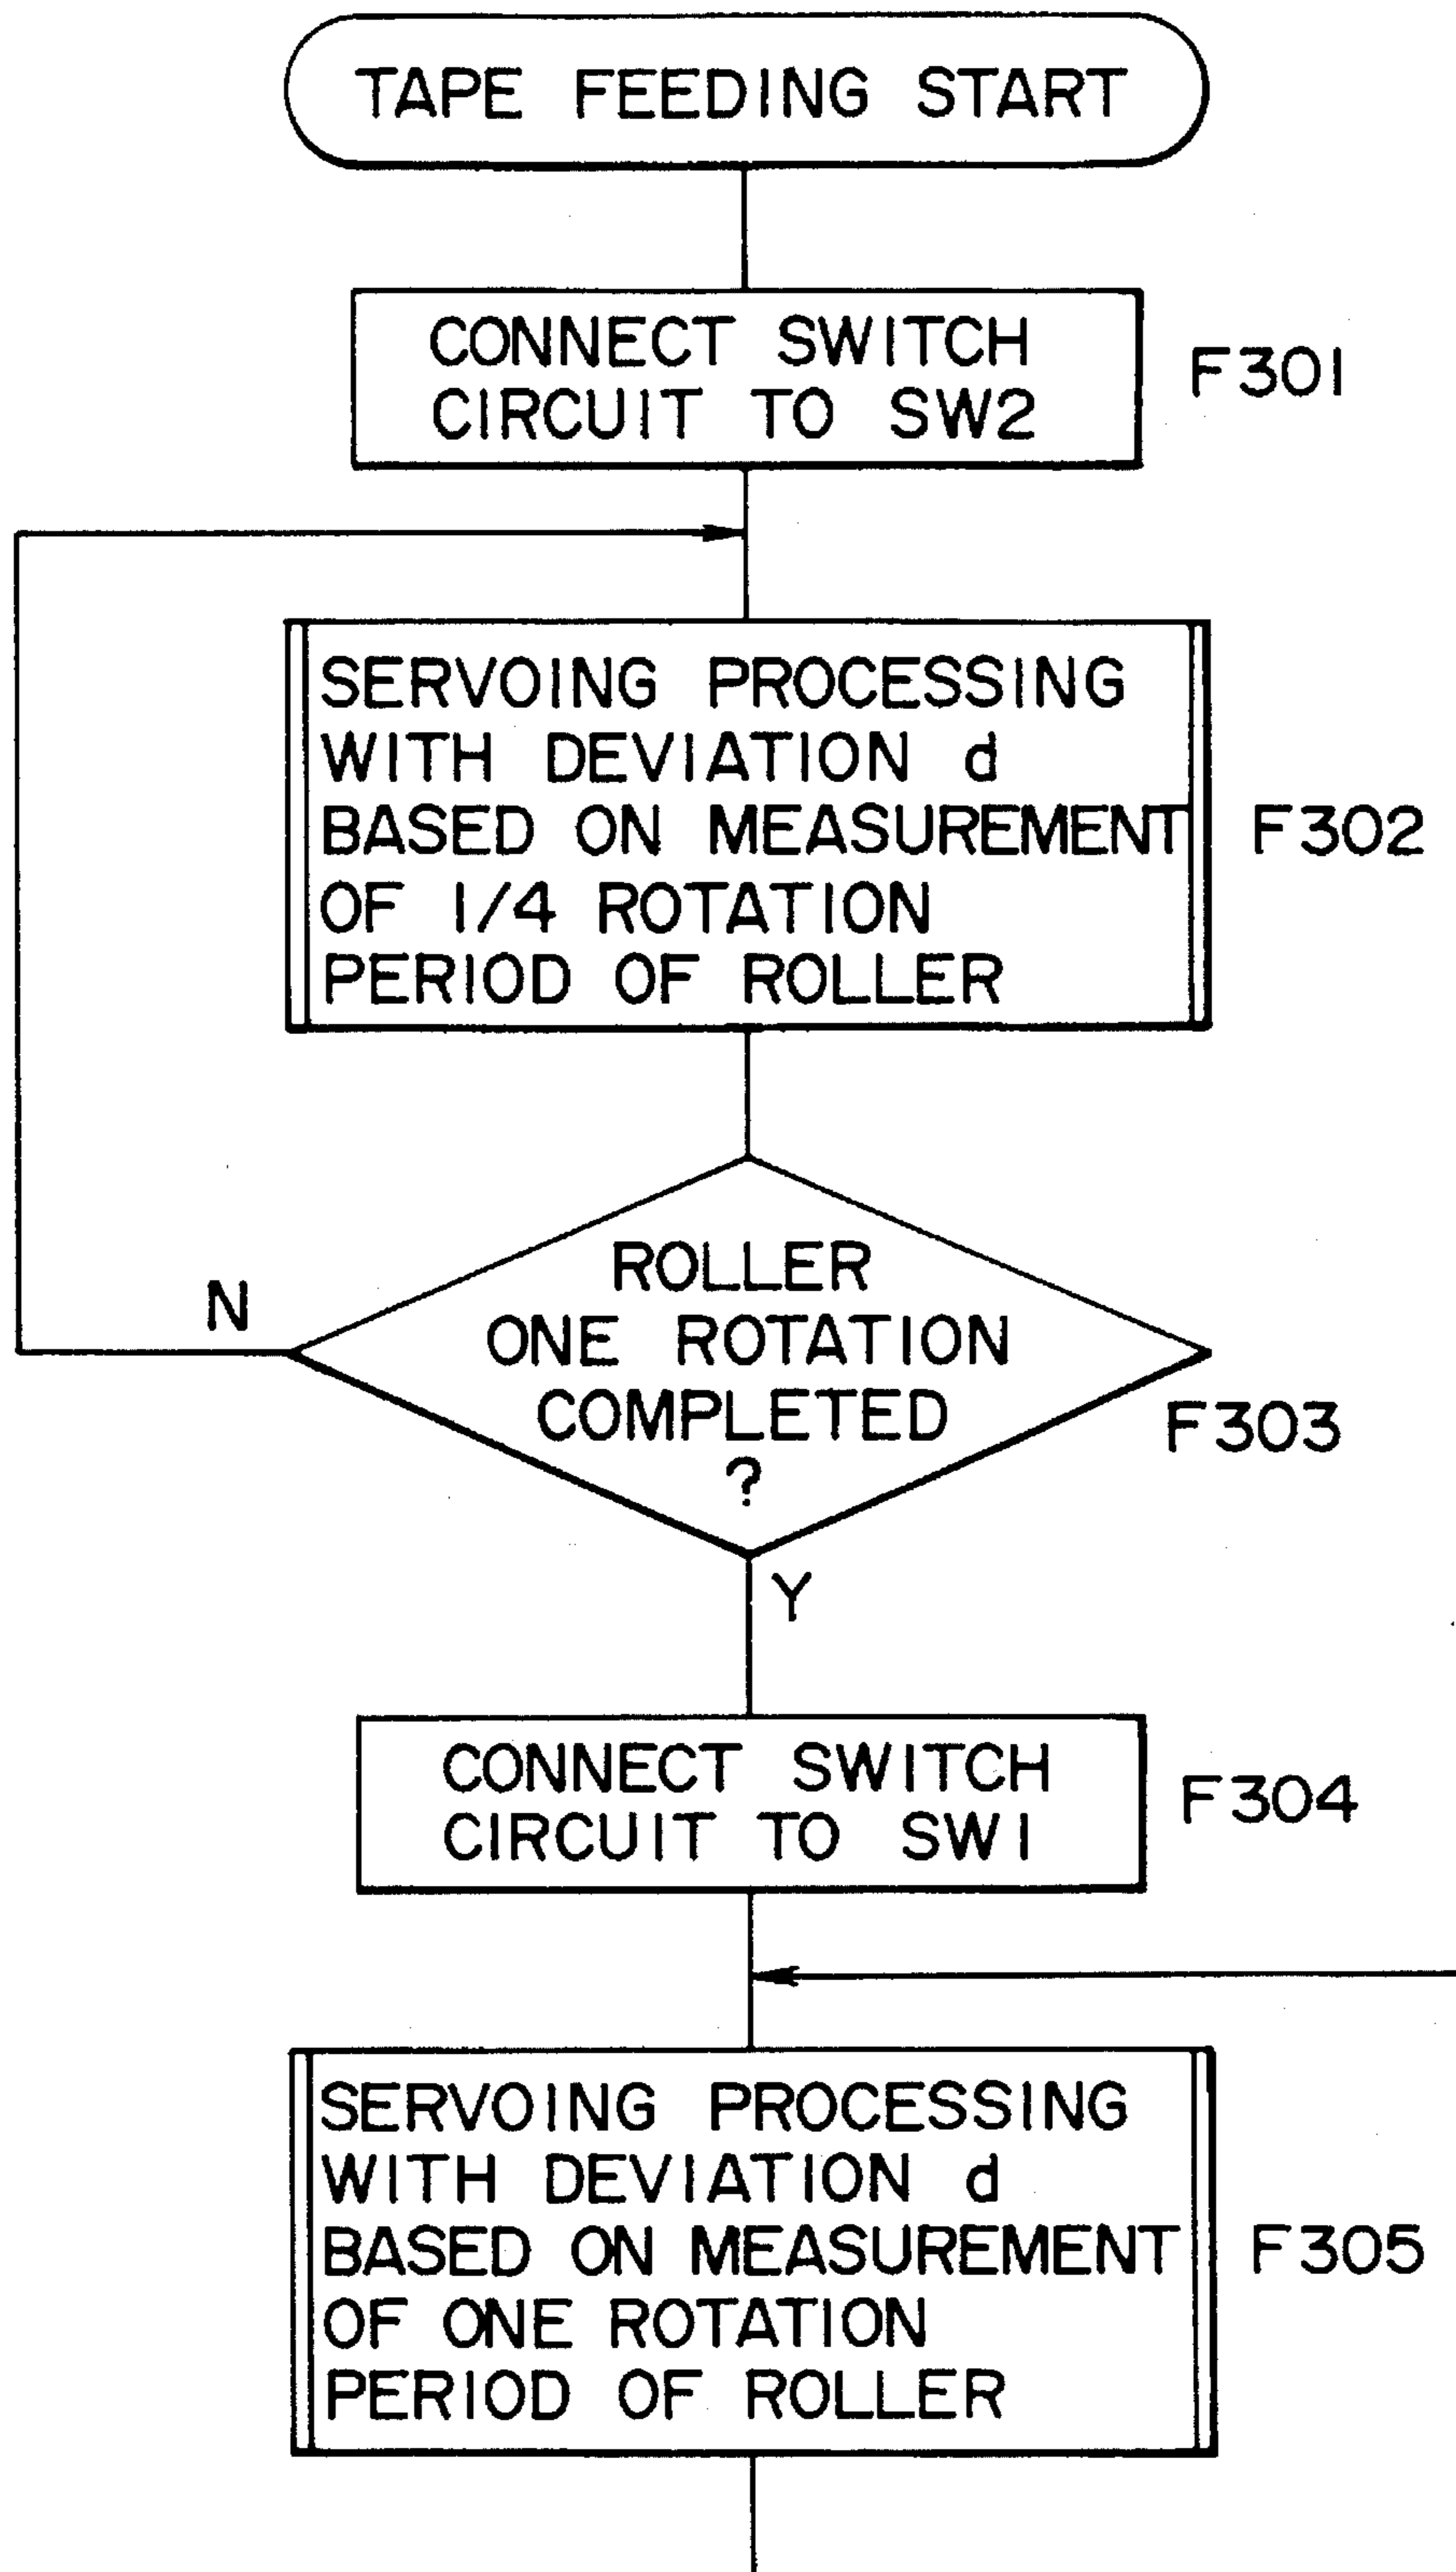 TAPE FEEDING START
CONNECT SWITCH
CIRCUIT TO SW2
F301
SERVOING PROCESSING
WITH DEVIATION d
BASED ON MEASUREMENT
OF 1/4 ROTATION
PERIOD OF ROLLER
F302
ROLLER
ONE ROTATION
COMPLETED
?
N
F303
Y
CONNECT SWITCH
CIRCUIT TO SW1
F304
SERVOING PROCESSING
WITH DEVIATION d
BASED ON MEASUREMENT
OF ONE ROTATION
PERIOD OF ROLLER
F305